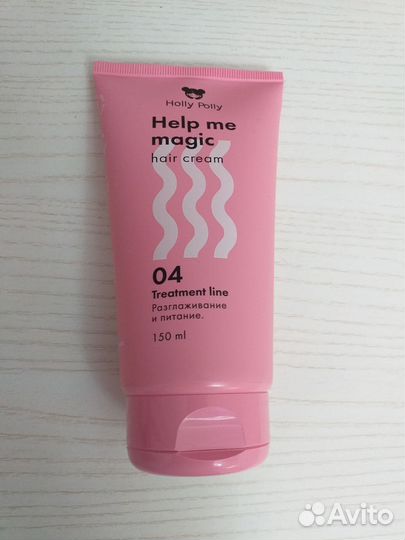 Holly Polly
Help me
magic
hair cream
04
Treatment line
Разглаживание
и питание.
150 ml
Avito